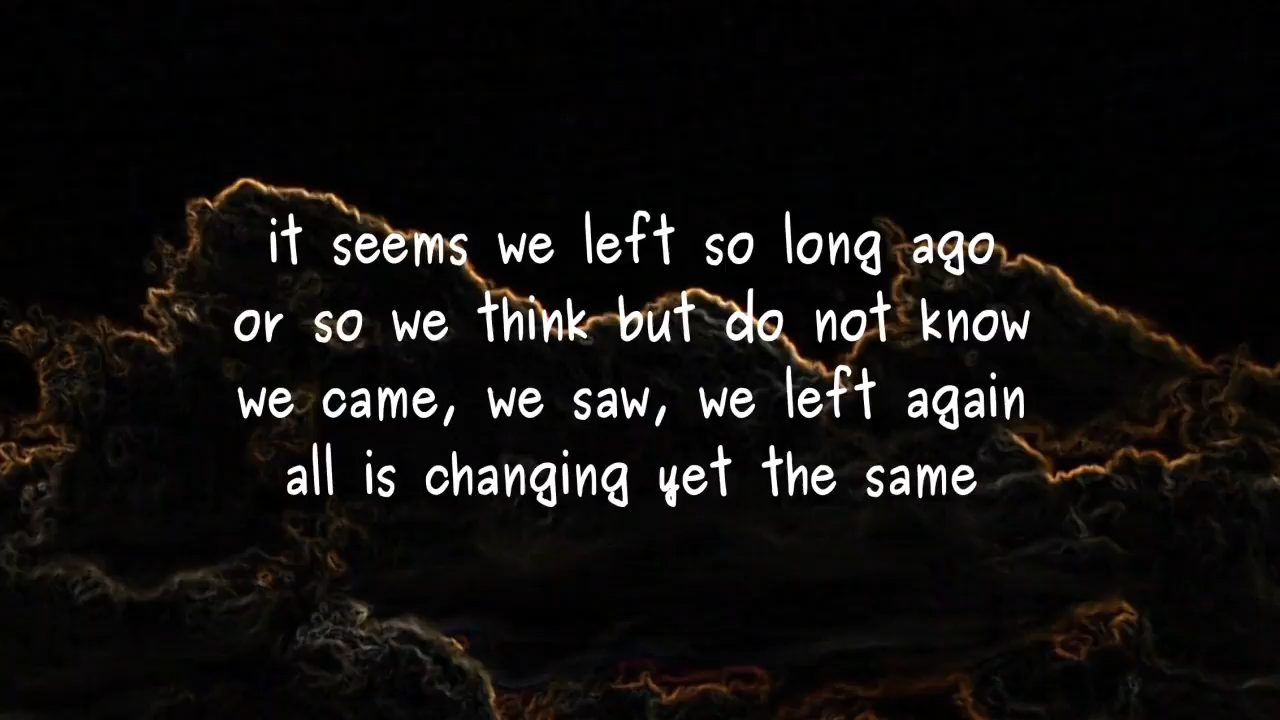 it seems we left so long ago
or so we think but do not know
we came, we saw, we left again
all is changing yet the same